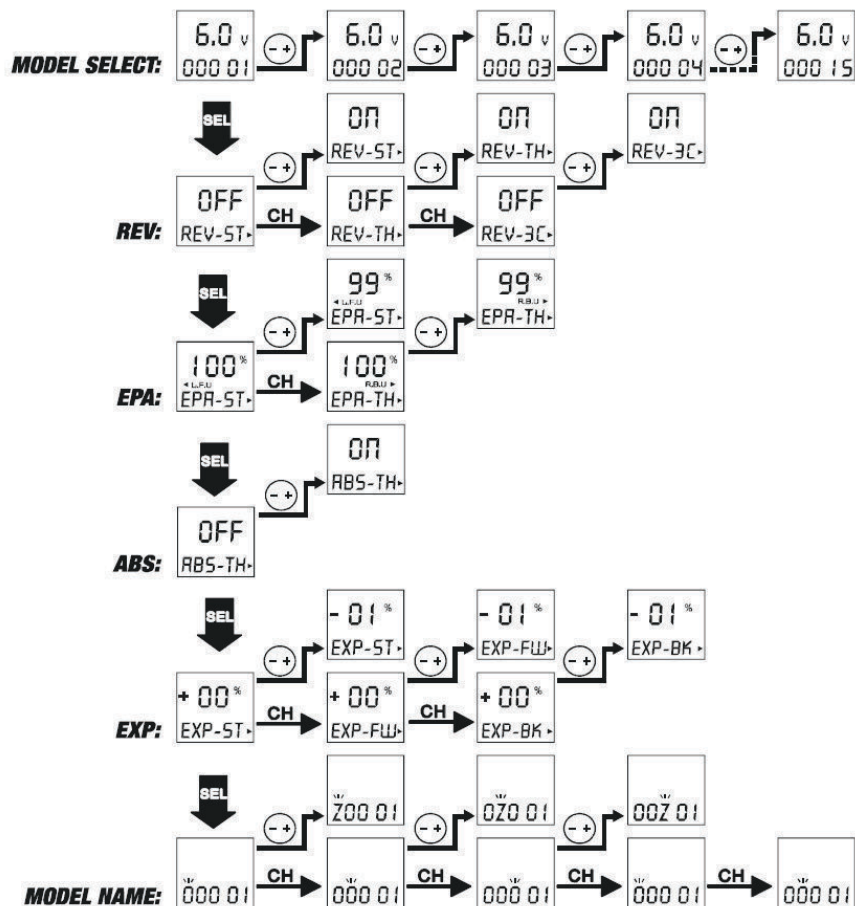 6.0 v 6.0 v 6.0 v 6.0 v 6.0 v
- + - + - + - +
MODEL SELECT: 000 01 000 02 000 03 000 04 000 15
SEL
ON ON ON
REV-ST REV-TH REV-3C
- + - + - +
OFF CH OFF CH OFF
REV: REV-ST REV-TH REV-3C
SEL
99% 99%
L.F.U R.B.U
EPA-ST EPA-TH
- + - +
100% CH 100%
L.F.U R.B.U
EPA: EPA-ST EPA-TH
SEL
ON
ABS-TH
- +
OFF
ABS: ABS-TH
SEL
- 01% - 01% - 01%
EXP-ST EXP-FW EXP-BK
- + - + - +
+ 00% CH + 00% CH + 00%
EXP: EXP-ST EXP-FW EXP-BK
SEL
Z00 01 0Z0 01 00Z 01
- + - + - +
CH CH CH CH
MODEL NAME: 000 01 000 01 000 01 000 01 000 01